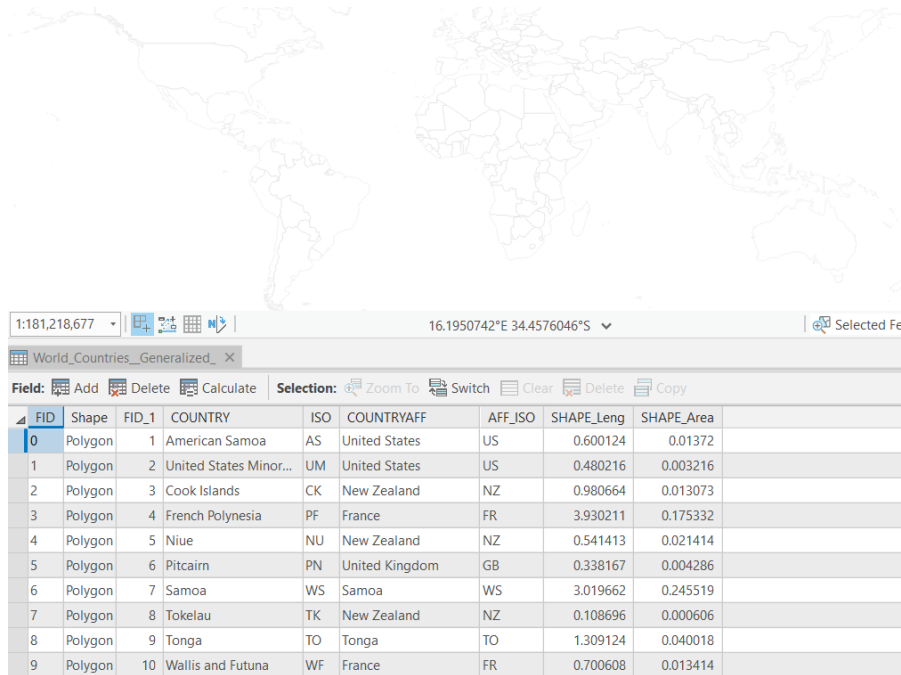 1:181,218,677 16.1950742°E 34.4576046°S Selected Fe
World_Countries__Generalized_
Field: Add Delete Calculate Selection: Zoom To Switch Clear Delete Copy
FID Shape FID_1 COUNTRY ISO COUNTRYAFF AFF_ISO SHAPE_Leng SHAPE_Area
0 Polygon 1 American Samoa AS United States US 0.600124 0.01372
1 Polygon 2 United States Minor... UM United States US 0.480216 0.003216
2 Polygon 3 Cook Islands CK New Zealand NZ 0.980664 0.013073
3 Polygon 4 French Polynesia PF France FR 3.930211 0.175332
4 Polygon 5 Niue NU New Zealand NZ 0.541413 0.021414
5 Polygon 6 Pitcairn PN United Kingdom GB 0.338167 0.004286
6 Polygon 7 Samoa WS Samoa WS 3.019662 0.245519
7 Polygon 8 Tokelau TK New Zealand NZ 0.108696 0.000606
8 Polygon 9 Tonga TO Tonga TO 1.309124 0.040018
9 Polygon 10 Wallis and Futuna WF France FR 0.700608 0.013414